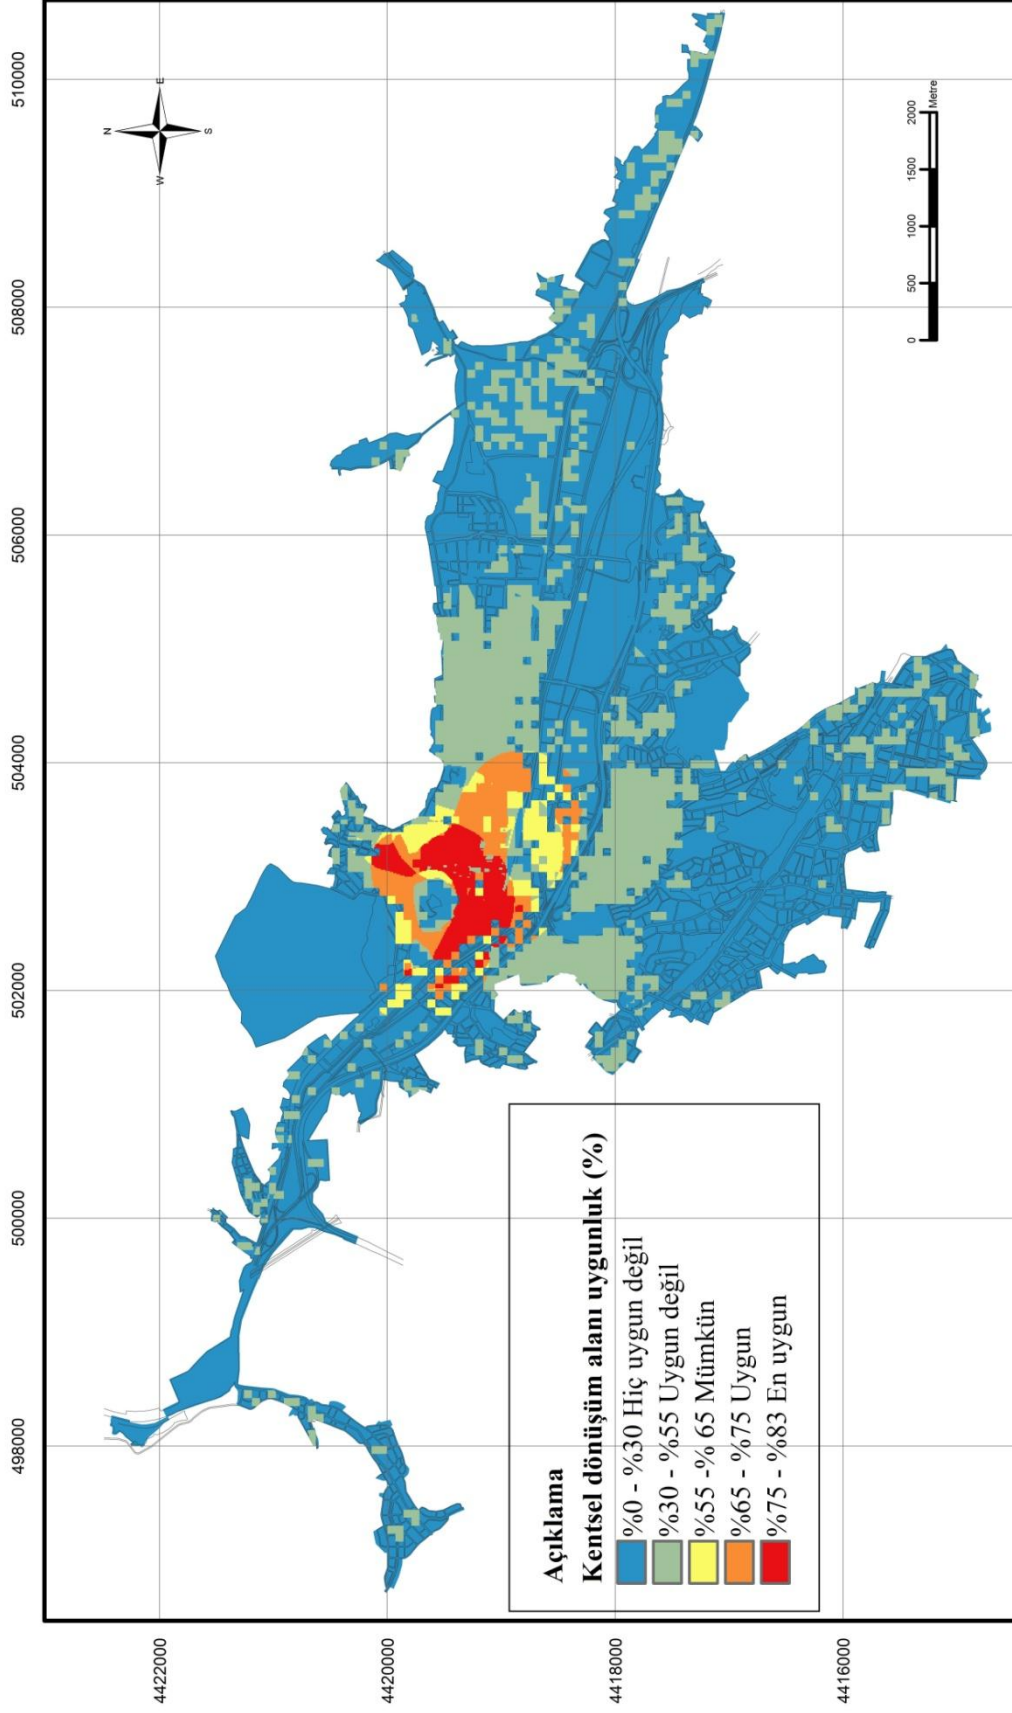 498000
500000
502000
504000
506000
508000
510000
4422000
4420000
4418000
4416000
N
W
E
S
Açıklama
Kentsel dönüşüm alanı uygunluk (%)
%0 - %30 Hiç uygun değil
%30 - %55 Uygun değil
%55 -% 65 Mümkün
%65 - %75 Uygun
%75 - %83 En uygun
0 500 1000 1500 2000
Metre